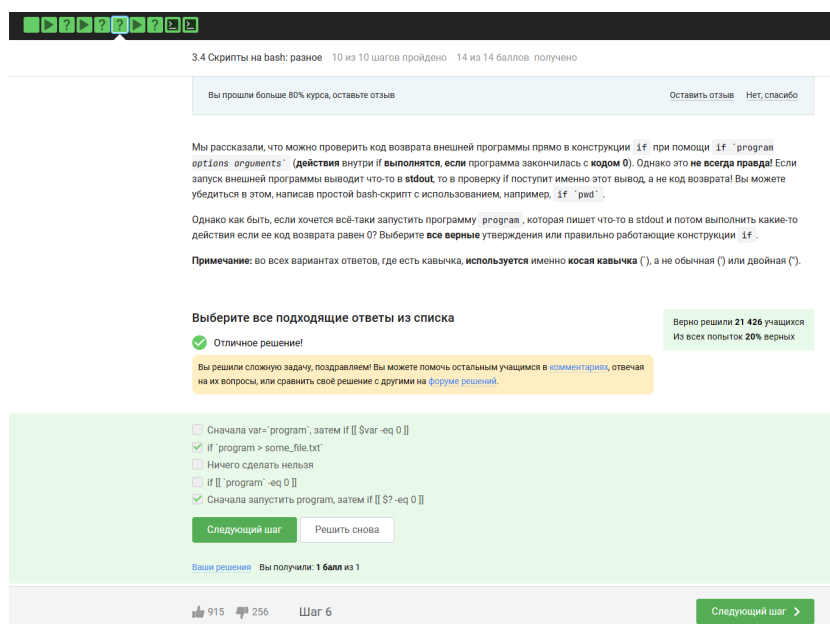 3.4 Скрипты на bash: разное 10 из 10 шагов пройдено 14 из 14 баллов получено
Вы прошли больше 80% курса, оставьте отзыв Оставить отзыв Нет, спасибо
Мы рассказали, что можно проверить код возврата внешней программы прямо в конструкции if при помощи if `program
options arguments` (действия внутри if выполнятся, если программа закончилась с кодом 0). Однако это не всегда правда! Если
запуск внешней программы выводит что-то в stdout, то в проверку if поступит именно этот вывод, а не код возврата! Вы можете
убедиться в этом, написав простой bash-скрипт с использованием, например, if `pwd` .
Однако как быть, если хочется всё-таки запустить программу program , которая пишет что-то в stdout и потом выполнить какие-то
действия если ее код возврата равен 0? Выберите все верные утверждения или правильно работающие конструкции if .
Примечание: во всех вариантах ответов, где есть кавычка, используется именно косая кавычка (`), а не обычная (') или двойная (").
Выберите все подходящие ответы из списка
Верно решили 21 426 учащихся
Из всех попыток 20% верных
Отличное решение!
Вы решили сложную задачу, поздравляем! Вы можете помочь остальным учащимся в комментариях, отвечая
на их вопросы, или сравнить своё решение с другими на форуме решений.
Сначала var=`program`, затем if [[ $var -eq 0 ]]
if `program > some_file.txt`
Ничего сделать нельзя
if [[ `program` -eq 0 ]]
Сначала запустить program, затем if [[ $? -eq 0 ]]
Следующий шаг Решить снова
Ваши решения Вы получили: 1 балл из 1
915 256 Шаг 6 Следующий шаг